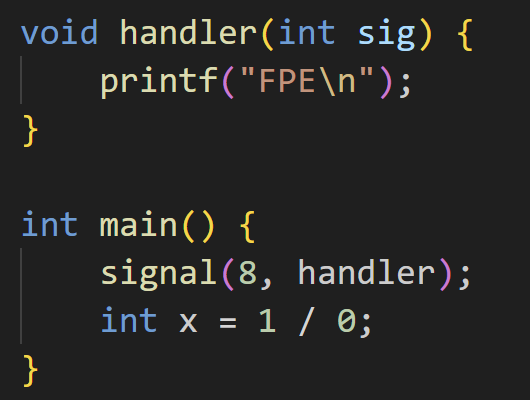 void handler(int sig) {
    printf("FPE\n");
}

int main() {
    signal(8, handler);
    int x = 1 / 0;
}